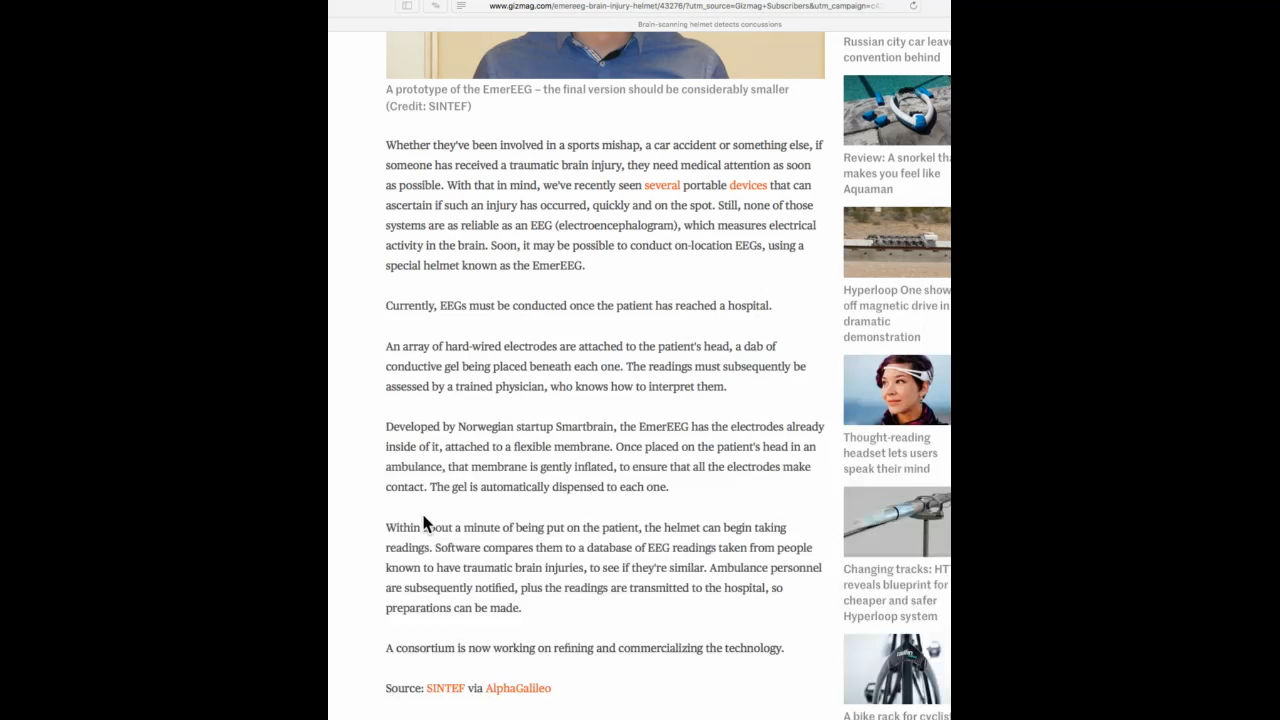 www.gizmag.com/emereeg-brain-injury-helmet/43276/?utm_source=Gizmag+Subscribers&utm_campaign=c4
Brain-scanning helmet detects concussions
A prototype of the EmerEEG – the final version should be considerably smaller
(Credit: SINTEF)
Whether they've been involved in a sports mishap, a car accident or something else, if
someone has received a traumatic brain injury, they need medical attention as soon
as possible. With that in mind, we've recently seen several portable devices that can
ascertain if such an injury has occurred, quickly and on the spot. Still, none of those
systems are as reliable as an EEG (electroencephalogram), which measures electrical
activity in the brain. Soon, it may be possible to conduct on-location EEGs, using a
special helmet known as the EmerEEG.
Currently, EEGs must be conducted once the patient has reached a hospital.
An array of hard-wired electrodes are attached to the patient's head, a dab of
conductive gel being placed beneath each one. The readings must subsequently be
assessed by a trained physician, who knows how to interpret them.
Developed by Norwegian startup Smartbrain, the EmerEEG has the electrodes already
inside of it, attached to a flexible membrane. Once placed on the patient's head in an
ambulance, that membrane is gently inflated, to ensure that all the electrodes make
contact. The gel is automatically dispensed to each one.
Within about a minute of being put on the patient, the helmet can begin taking
readings. Software compares them to a database of EEG readings taken from people
known to have traumatic brain injuries, to see if they're similar. Ambulance personnel
are subsequently notified, plus the readings are transmitted to the hospital, so
preparations can be made.
A consortium is now working on refining and commercializing the technology.
Source: SINTEF via AlphaGalileo
Russian city car leav
convention behind
Review: A snorkel th
makes you feel like
Aquaman
Hyperloop One show
off magnetic drive in
dramatic
demonstration
Thought-reading
headset lets users
speak their mind
Changing tracks: HT
reveals blueprint for
cheaper and safer
Hyperloop system
A bike rack for cyclis